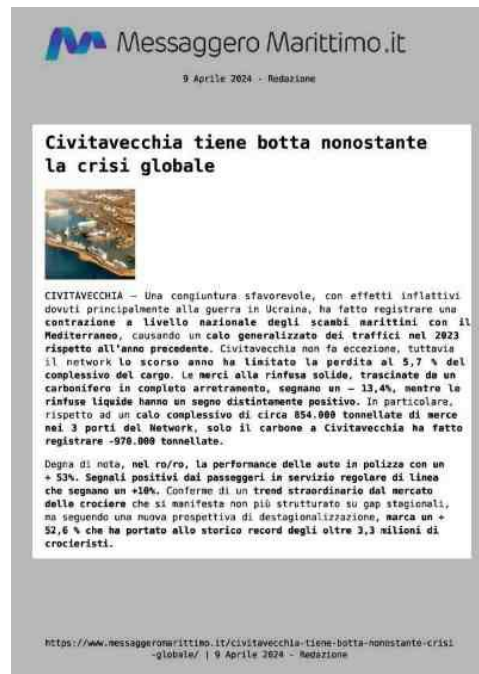 Messaggero Marittimo.it
9 Aprile 2024 - Redazione
Civitavecchia tiene botta nonostante
la crisi globale
CIVITAVECCHIA – Una congiuntura sfavorevole, con effetti inflattivi
dovuti principalmente alla guerra in Ucraina, ha fatto registrare una
contrazione a livello nazionale degli scambi marittimi con il
Mediterraneo, causando un calo generalizzato dei traffici nel 2023
rispetto all'anno precedente. Civitavecchia non fa eccezione, tuttavia
il network lo scorso anno ha limitato la perdita al 5,7 % del
complessivo del cargo. Le merci alla rinfusa solide, trascinate da un
carbonifero in completo arretramento, segnano un – 13,4%, mentre le
rinfuse liquide hanno un segno distintamente positivo. In particolare,
rispetto ad un calo complessivo di circa 854.000 tonnellate di merce
nei 3 porti del Network, solo il carbone a Civitavecchia ha fatto
registrare -970.000 tonnellate.
Degna di nota, nel ro/ro, la performance delle auto in polizza con un
+ 53%. Segnali positivi dai passeggeri in servizio regolare di linea
che segnano un +10%. Conferme di un trend straordinario dal mercato
delle crociere che si manifesta non più strutturato su gap stagionali,
ma seguendo una nuova prospettiva di destagionalizzazione, marca un +
52,6 % che ha portato allo storico record degli oltre 3,3 milioni di
crocieristi.
https://www.messaggeromarittimo.it/civitavecchia-tiene-botta-nonostante-crisi
-globale/ | 9 Aprile 2024 - Redazione